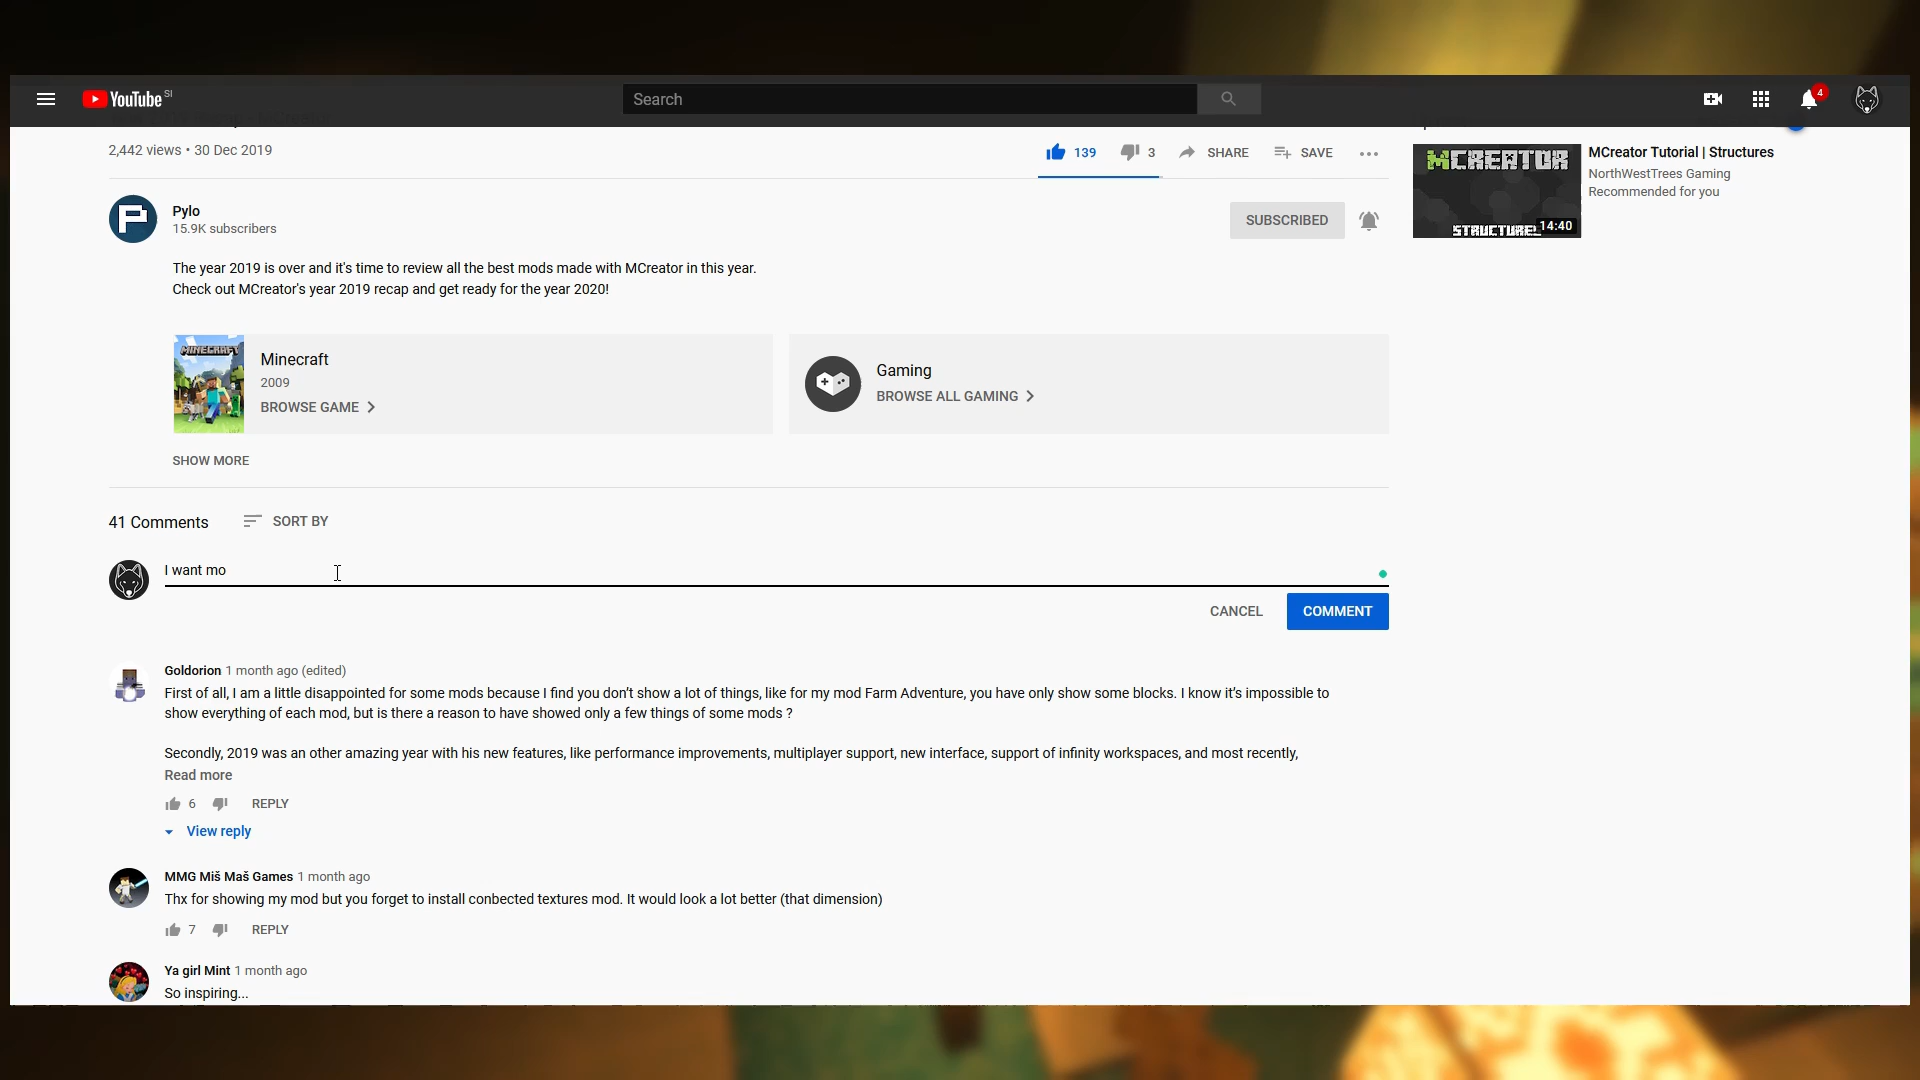 YouTube SI
Search
4
2,442 views • 30 Dec 2019
139
3
SHARE
SAVE
Pylo
15.9K subscribers
SUBSCRIBED
The year 2019 is over and it's time to review all the best mods made with MCreator in this year.
Check out MCreator's year 2019 recap and get ready for the year 2020!
MINECRAFT
Minecraft
2009
BROWSE GAME
Gaming
BROWSE ALL GAMING
SHOW MORE
41 Comments
SORT BY
I want mo
CANCEL
COMMENT
Goldorion 1 month ago (edited)
First of all, I am a little disappointed for some mods because I find you don't show a lot of things, like for my mod Farm Adventure, you have only show some blocks. I know it's impossible to
show everything of each mod, but is there a reason to have showed only a few things of some mods ?
Secondly, 2019 was an other amazing year with his new features, like performance improvements, multiplayer support, new interface, support of infinity workspaces, and most recently,
Read more
6
REPLY
View reply
MMG Miš Maš Games 1 month ago
Thx for showing my mod but you forget to install conbected textures mod. It would look a lot better (that dimension)
7
REPLY
Ya girl Mint 1 month ago
So inspiring...
MCREATOR
STRUCTURE
14:40
MCreator Tutorial | Structures
NorthWestTrees Gaming
Recommended for you